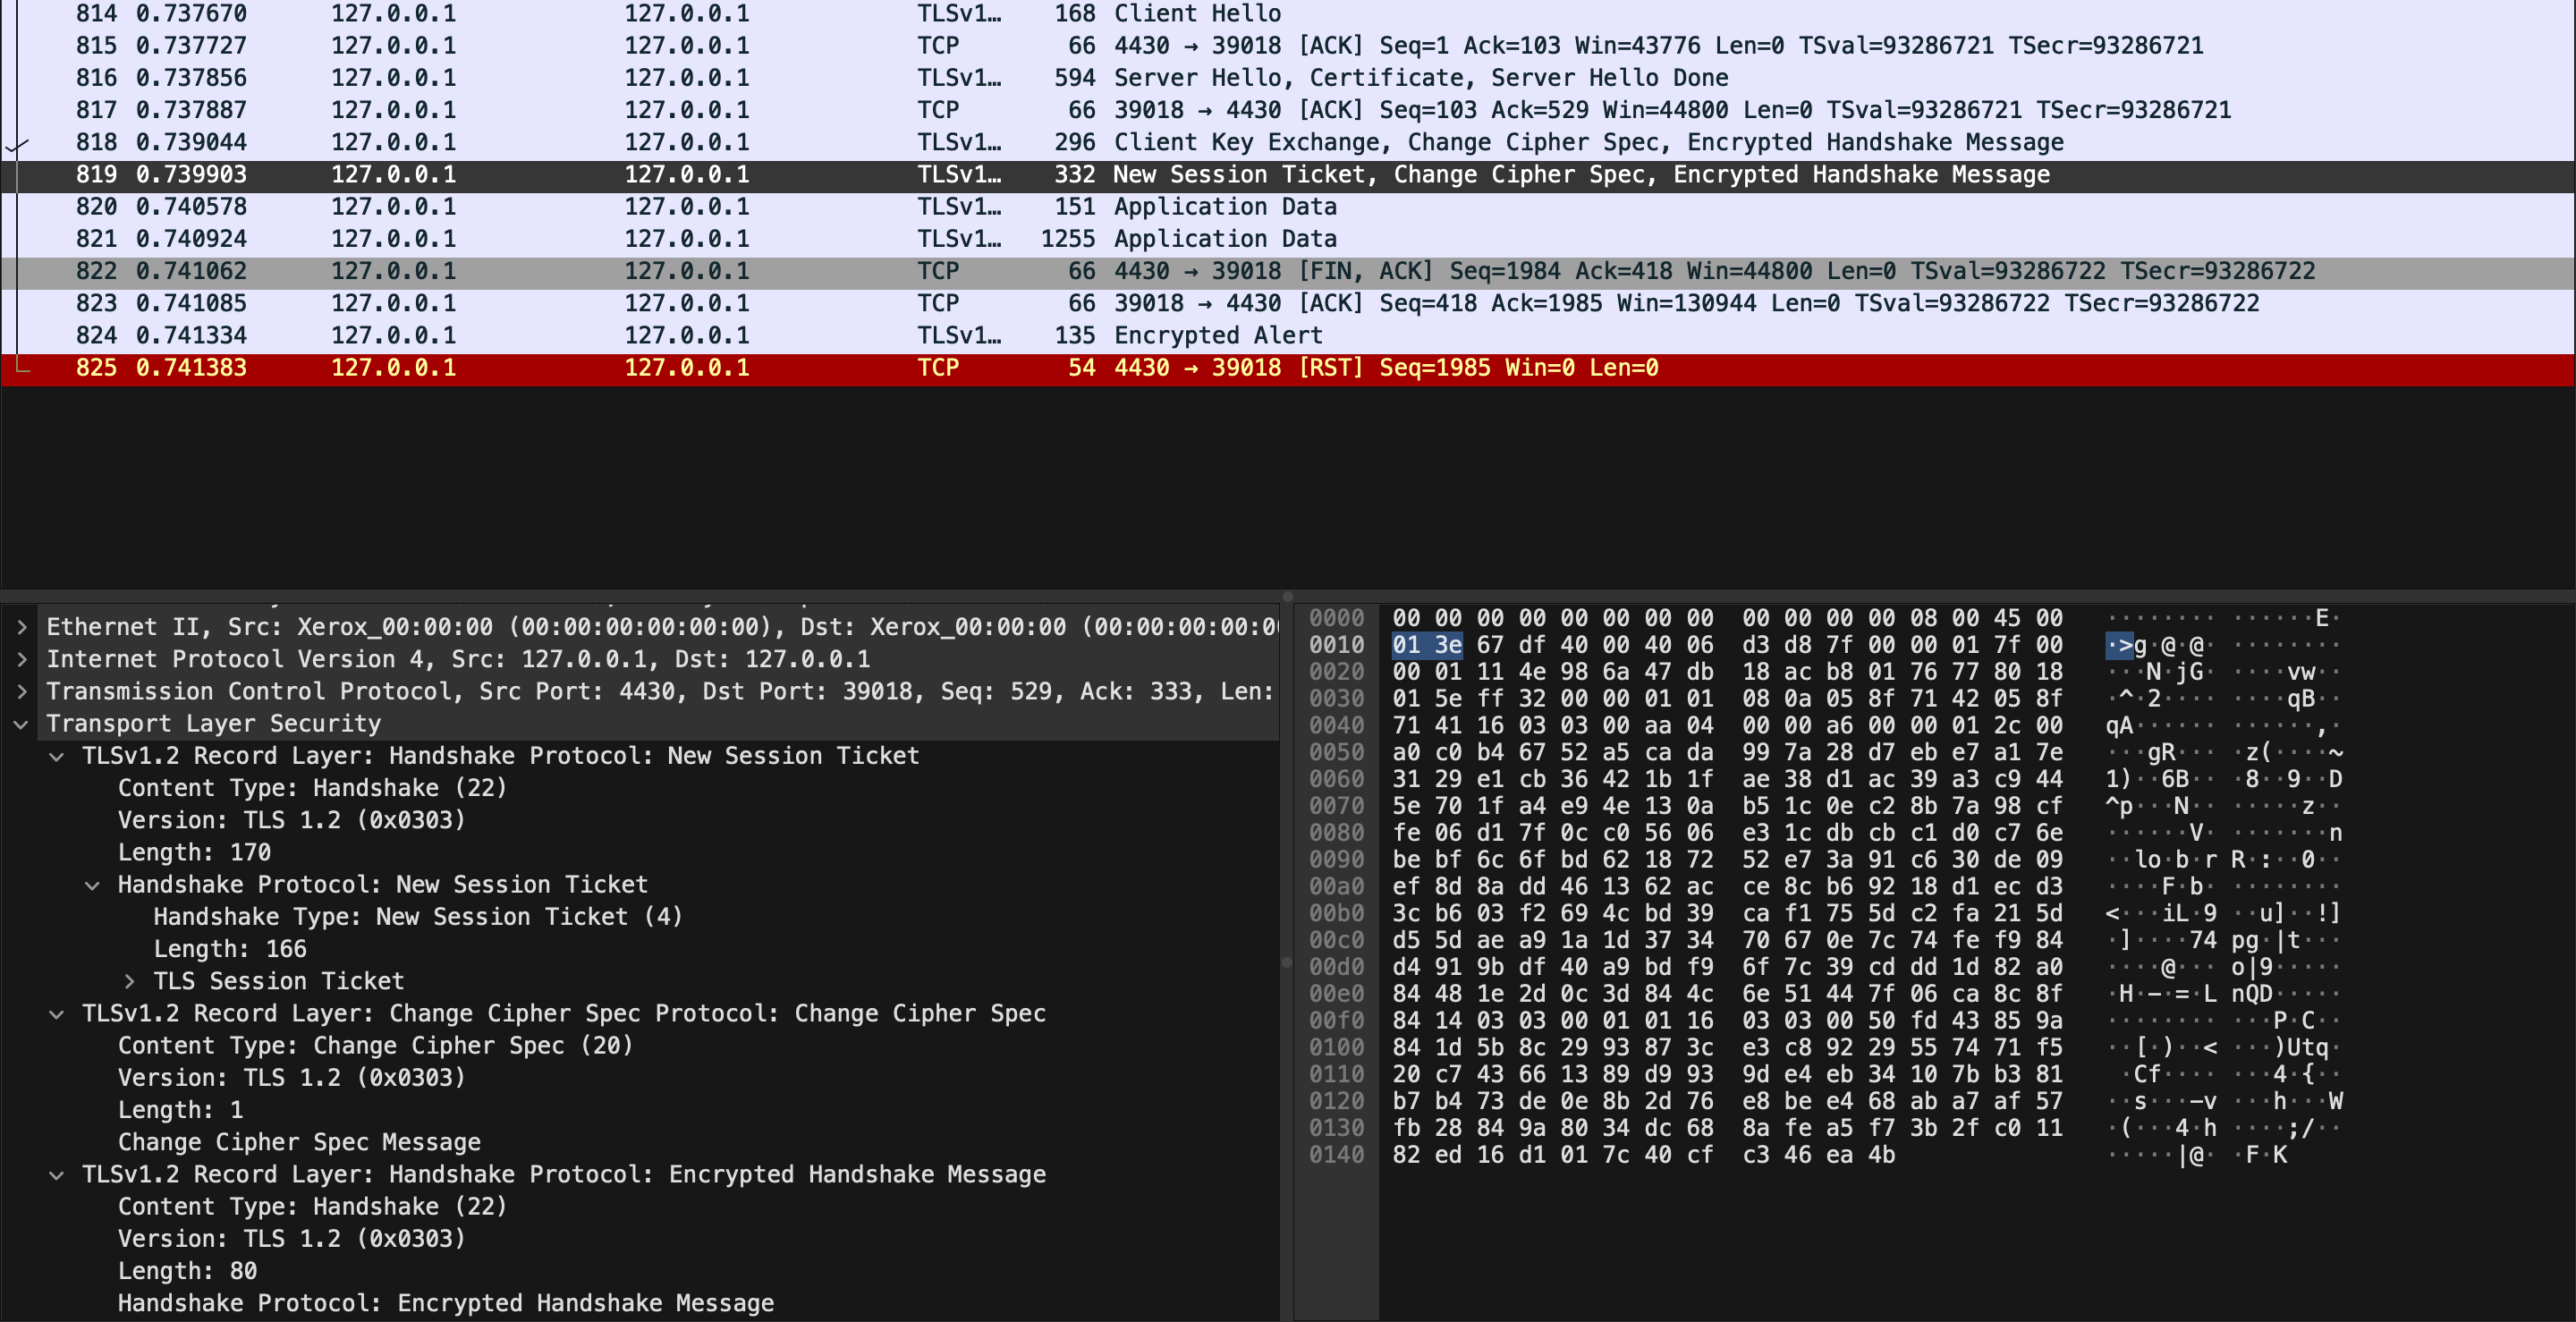 814 0.737670 127.0.0.1 127.0.0.1 TLSv1… 168 Client Hello
815 0.737727 127.0.0.1 127.0.0.1 TCP 66 4430 → 39018 [ACK] Seq=1 Ack=103 Win=43776 Len=0 TSval=93286721 TSecr=93286721
816 0.737856 127.0.0.1 127.0.0.1 TLSv1… 594 Server Hello, Certificate, Server Hello Done
817 0.737887 127.0.0.1 127.0.0.1 TCP 66 39018 → 4430 [ACK] Seq=103 Ack=529 Win=44800 Len=0 TSval=93286721 TSecr=93286721
818 0.739044 127.0.0.1 127.0.0.1 TLSv1… 296 Client Key Exchange, Change Cipher Spec, Encrypted Handshake Message
819 0.739903 127.0.0.1 127.0.0.1 TLSv1… 332 New Session Ticket, Change Cipher Spec, Encrypted Handshake Message
820 0.740578 127.0.0.1 127.0.0.1 TLSv1… 151 Application Data
821 0.740924 127.0.0.1 127.0.0.1 TLSv1… 1255 Application Data
822 0.741062 127.0.0.1 127.0.0.1 TCP 66 4430 → 39018 [FIN, ACK] Seq=1984 Ack=418 Win=44800 Len=0 TSval=93286722 TSecr=93286722
823 0.741085 127.0.0.1 127.0.0.1 TCP 66 39018 → 4430 [ACK] Seq=418 Ack=1985 Win=130944 Len=0 TSval=93286722 TSecr=93286722
824 0.741334 127.0.0.1 127.0.0.1 TLSv1… 135 Encrypted Alert
825 0.741383 127.0.0.1 127.0.0.1 TCP 54 4430 → 39018 [RST] Seq=1985 Win=0 Len=0
Ethernet II, Src: Xerox_00:00:00 (00:00:00:00:00:00), Dst: Xerox_00:00:00 (00:00:00:00:00
Internet Protocol Version 4, Src: 127.0.0.1, Dst: 127.0.0.1
Transmission Control Protocol, Src Port: 4430, Dst Port: 39018, Seq: 529, Ack: 333, Len:
Transport Layer Security
TLSv1.2 Record Layer: Handshake Protocol: New Session Ticket
Content Type: Handshake (22)
Version: TLS 1.2 (0x0303)
Length: 170
Handshake Protocol: New Session Ticket
Handshake Type: New Session Ticket (4)
Length: 166
TLS Session Ticket
TLSv1.2 Record Layer: Change Cipher Spec Protocol: Change Cipher Spec
Content Type: Change Cipher Spec (20)
Version: TLS 1.2 (0x0303)
Length: 1
Change Cipher Spec Message
TLSv1.2 Record Layer: Handshake Protocol: Encrypted Handshake Message
Content Type: Handshake (22)
Version: TLS 1.2 (0x0303)
Length: 80
Handshake Protocol: Encrypted Handshake Message
0000 00 00 00 00 00 00 00 00 00 00 00 00 08 00 45 00 ········ ······E·
0010 01 3e 67 df 40 00 40 06 d3 d8 7f 00 00 01 7f 00 ·>g·@·@· ········
0020 00 01 11 4e 98 6a 47 db 18 ac b8 01 76 77 80 18 ···N·jG· ····vw··
0030 01 5e ff 32 00 00 01 01 08 0a 05 8f 71 42 05 8f ·^·2···· ····qB··
0040 71 41 16 03 03 00 aa 04 00 00 a6 00 00 01 2c 00 qA······ ······,·
0050 a0 c0 b4 67 52 a5 ca da 99 7a 28 d7 eb e7 a1 7e ···gR··· ·z(····~
0060 31 29 e1 cb 36 42 1b 1f ae 38 d1 ac 39 a3 c9 44 1)··6B·· ·8··9··D
0070 5e 70 1f a4 e9 4e 13 0a b5 1c 0e c2 8b 7a 98 cf ^p···N·· ·····z··
0080 fe 06 d1 7f 0c c0 56 06 e3 1c db cb c1 d0 c7 6e ······V· ·······n
0090 be bf 6c 6f bd 62 18 72 52 e7 3a 91 c6 30 de 09 ··lo·b·r R·:··0··
00a0 ef 8d 8a dd 46 13 62 ac ce 8c b6 92 18 d1 ec d3 ····F·b· ········
00b0 3c b6 03 f2 69 4c bd 39 ca f1 75 5d c2 fa 21 5d <···iL·9 ··u]··!]
00c0 d5 5d ae a9 1a 1d 37 34 70 67 0e 7c 74 fe f9 84 ·]····74 pg·|t···
00d0 d4 91 9b df 40 a9 bd f9 6f 7c 39 cd dd 1d 82 a0 ····@··· o|9·····
00e0 84 48 1e 2d 0c 3d 84 4c 6e 51 44 7f 06 ca 8c 8f ·H·-·=·L nQD·····
00f0 84 14 03 03 00 01 01 16 03 03 00 50 fd 43 85 9a ········ ···P·C··
0100 84 1d 5b 8c 29 93 87 3c e3 c8 92 29 55 74 71 f5 ··[·)··< ···)Utq·
0110 20 c7 43 66 13 89 d9 93 9d e4 eb 34 10 7b b3 81 ·Cf···· ···4·{··
0120 b7 b4 73 de 0e 8b 2d 76 e8 be e4 68 ab a7 af 57 ··s···-v ···h···W
0130 fb 28 84 9a 80 34 dc 68 8a fe a5 f7 3b 2f c0 11 ·(···4·h ····;/··
0140 82 ed 16 d1 01 7c 40 cf c3 46 ea 4b ·····|@· ·F·K